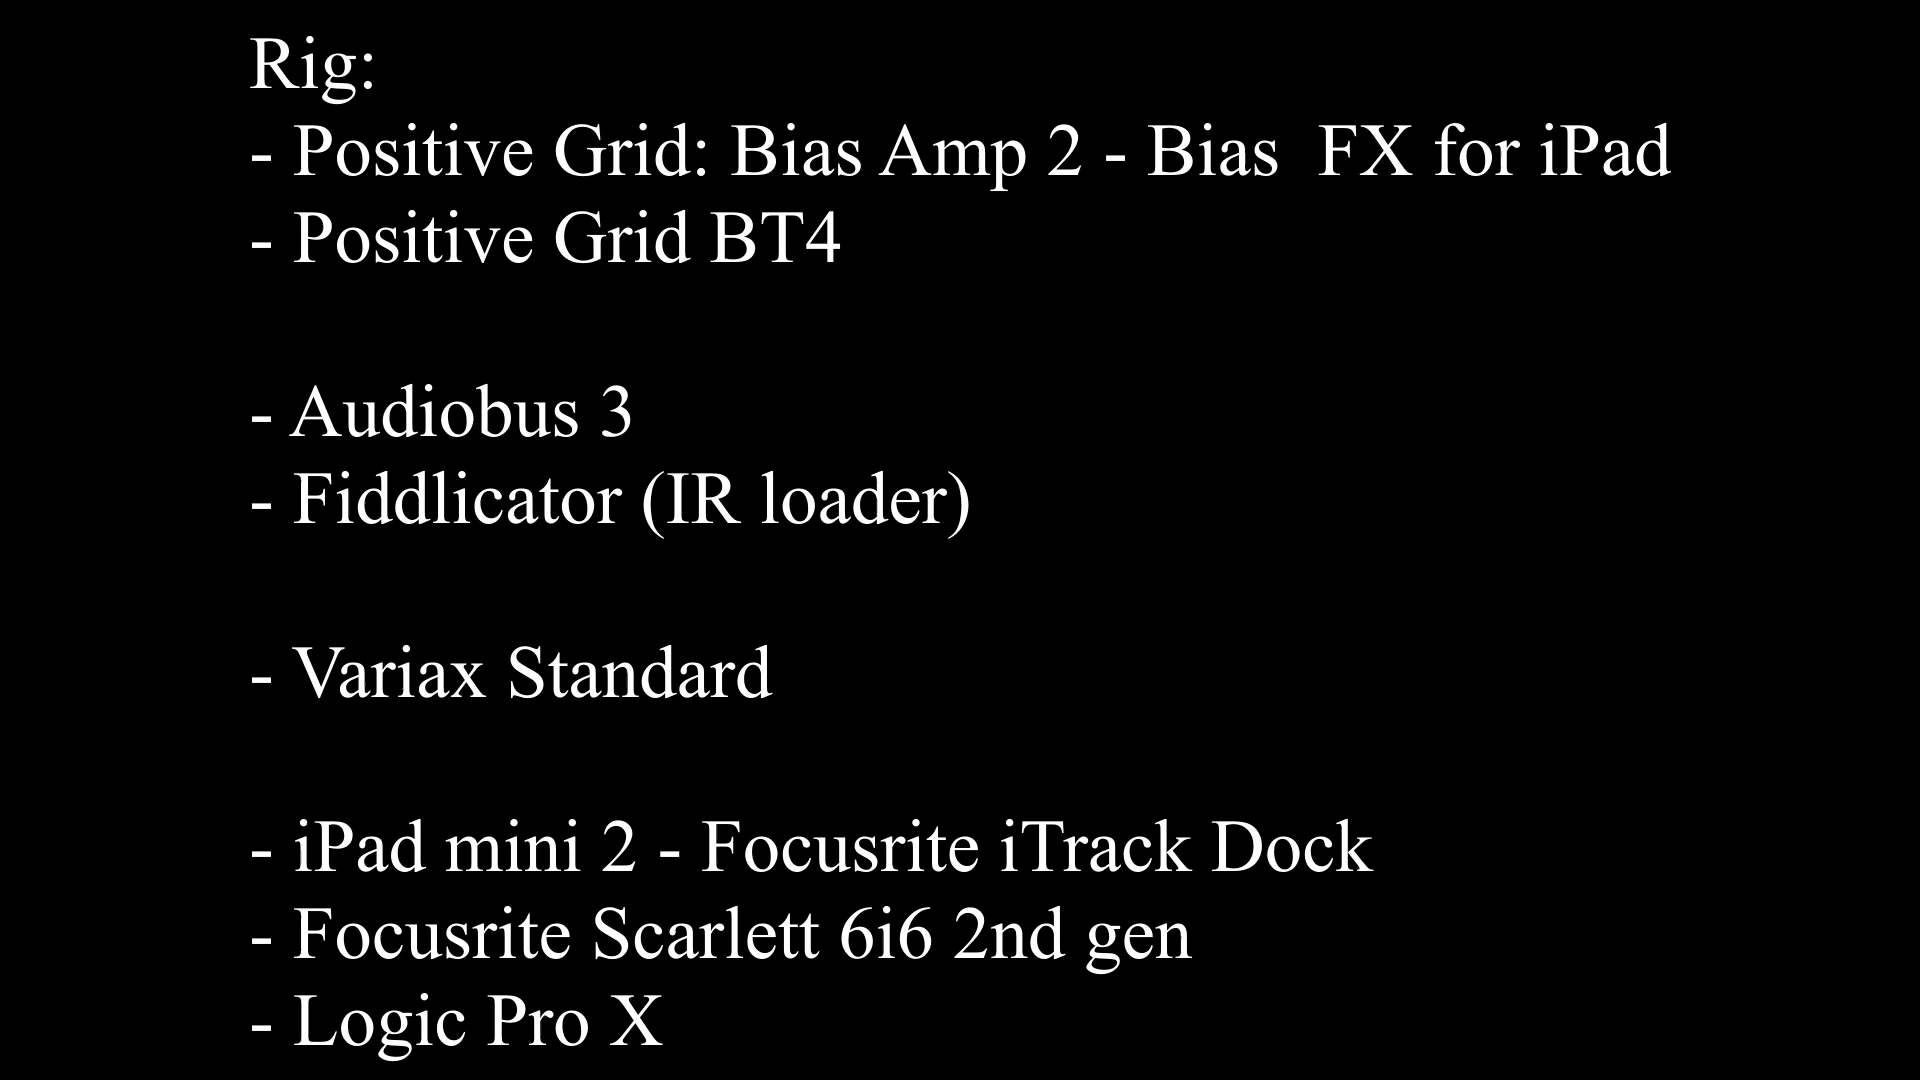 Rig:
- Positive Grid: Bias Amp 2 - Bias  FX for iPad
- Positive Grid BT4
- Audiobus 3
- Fiddlicator (IR loader)
- Variax Standard
- iPad mini 2 - Focusrite iTrack Dock
- Focusrite Scarlett 6i6 2nd gen
- Logic Pro X